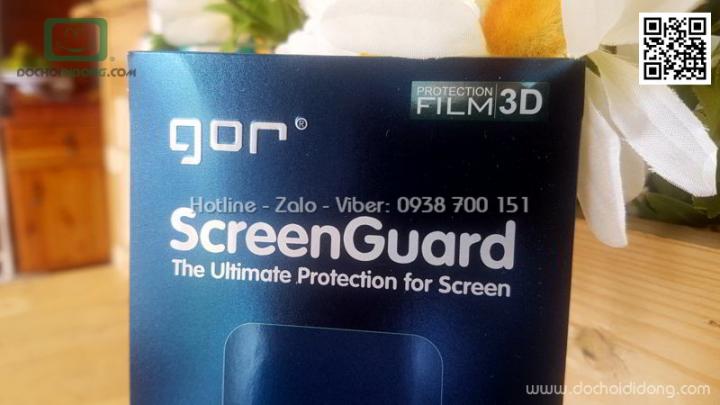 DOCHOIDIDONG.COM
PROTECTION
FILM 3D
gor®
Hotline - Zalo - Viber: 0938 700 151
ScreenGuard
The Ultimate Protection for Screen
www.dochoididong.com